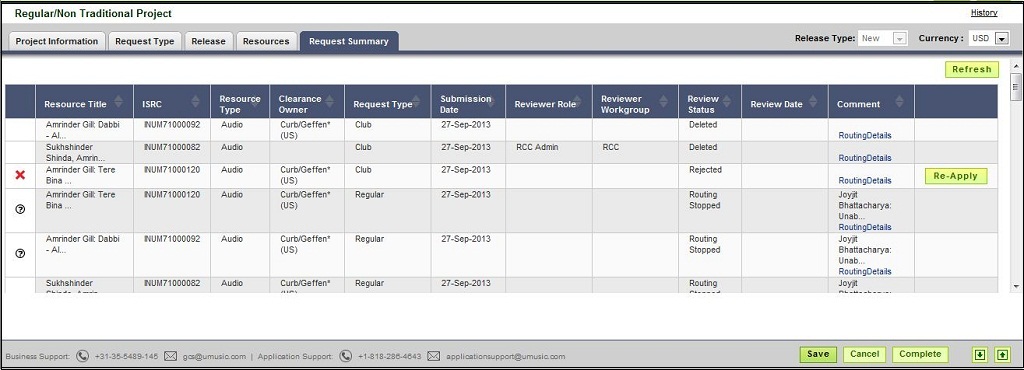 Regular/Non Traditional Project
History
Project Information Request Type Release Resources Request Summary Release Type: New Currency : USD
Refresh
Resource Title ISRC Resource Type Clearance Owner Request Type Submission Date Reviewer Role Reviewer Workgroup Review Status Review Date Comment
Amrinder Gill: Dabbi - Al... INUM71000092 Audio Curb/Geffen* (US) Club 27-Sep-2013 Deleted RoutingDetails
Sukhshinder Shinda, Amrin... INUM71000082 Audio Club 27-Sep-2013 RCC Admin RCC Deleted RoutingDetails
Amrinder Gill: Tere Bina ... INUM71000120 Audio Curb/Geffen* (US) Club 27-Sep-2013 Rejected RoutingDetails Re-Apply
Amrinder Gill: Tere Bina ... INUM71000120 Audio Curb/Geffen* (US) Regular 27-Sep-2013 Routing Stopped Joyjit Bhattacharya: Unab... RoutingDetails
Amrinder Gill: Dabbi - Al... INUM71000092 Audio Curb/Geffen* (US) Regular 27-Sep-2013 Routing Stopped Joyjit Bhattacharya: Unab... RoutingDetails
Sukhshinder Shinda, Amrin... INUM71000082 Audio Curb/Geffen* (US) Regular 27-Sep-2013 Routing Stopped Joyjit Bhattacharya:
Business Support: +31-35-5489-146 gcs@umusic.com | Application Support: +1-818-286-4643 applicationsupport@umusic.com Save Cancel Complete